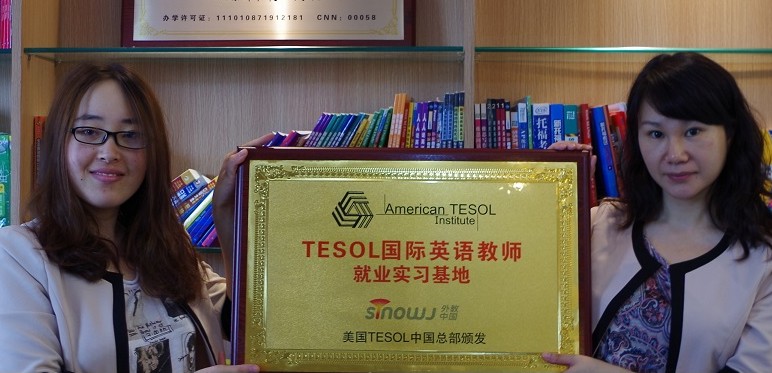 办学许可证：111010871912181 CNN：00058
托福
American TESOL
Institute
TESOL国际英语教师
就业实习基地
sinowJ 外教
中国
美国TESOL中国总部颁发